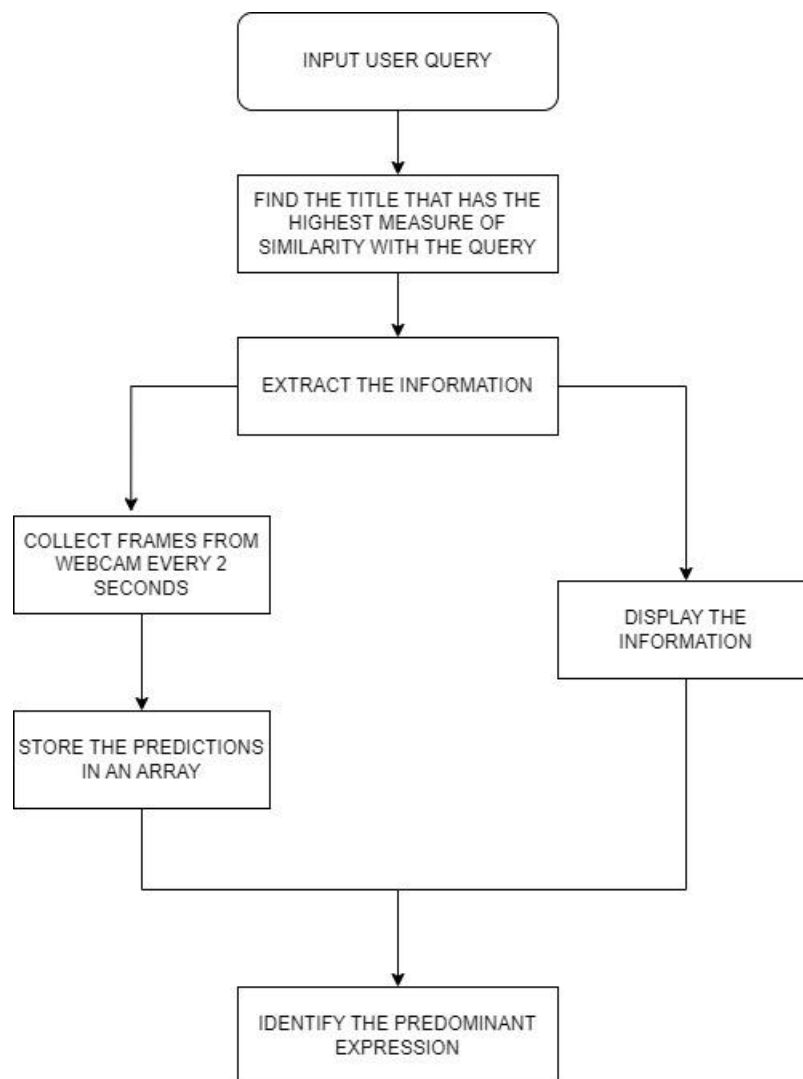 INPUT USER QUERY
FIND THE TITLE THAT HAS THE
HIGHEST MEASURE OF
SIMILARITY WITH THE QUERY
EXTRACT THE INFORMATION
COLLECT FRAMES FROM
WEBCAM EVERY 2
SECONDS
DISPLAY THE
INFORMATION
STORE THE PREDICTIONS
IN AN ARRAY
IDENTIFY THE PREDOMINANT
EXPRESSION